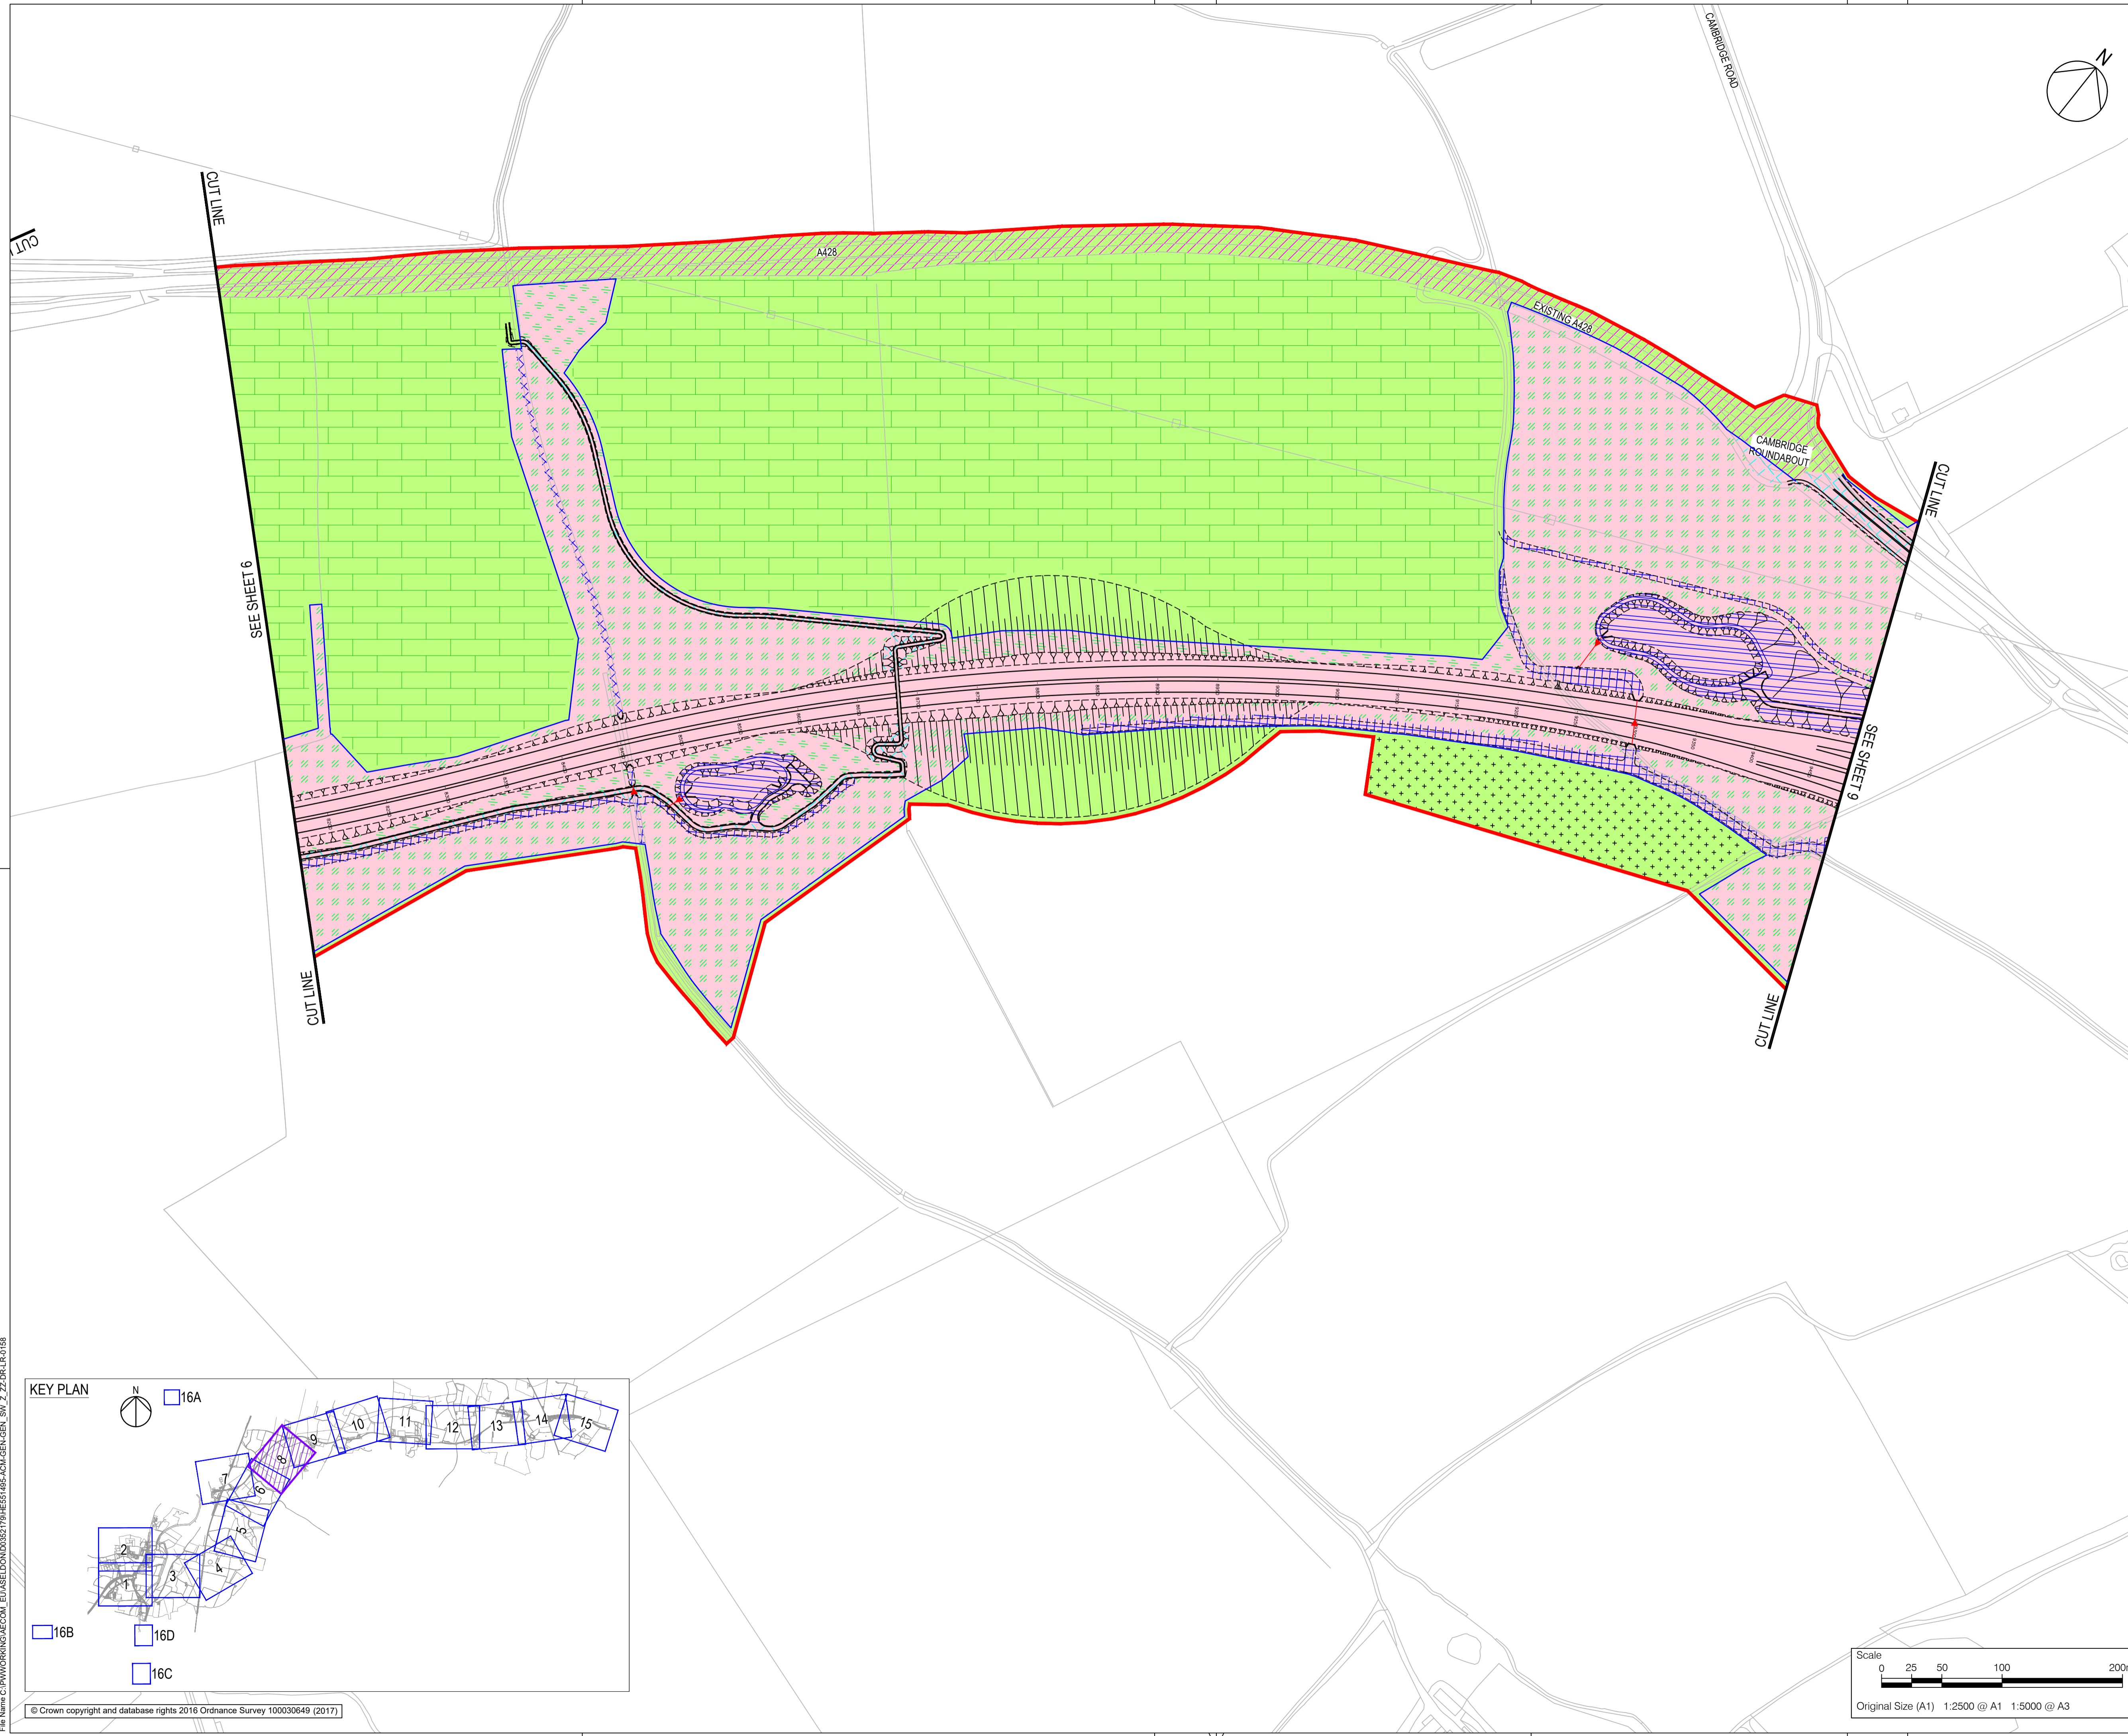 CAMBRIDGE ROAD
N
CUT LINE
A428
EXISTING A428
CAMBRIDGE
ROUNDABOUT
CUT LINE
SEE SHEET 6
SEE SHEET 9
CUT LINE
CUT LINE
KEY PLAN
N
16A
1
2
3
4
5
6
7
8
9
10
11
12
13
14
15
16B
16D
16C
© Crown copyright and database rights 2016 Ordnance Survey 100030649 (2017)
Scale
0 25 50 100 200m
Original Size (A1) 1:2500 @ A1 1:5000 @ A3